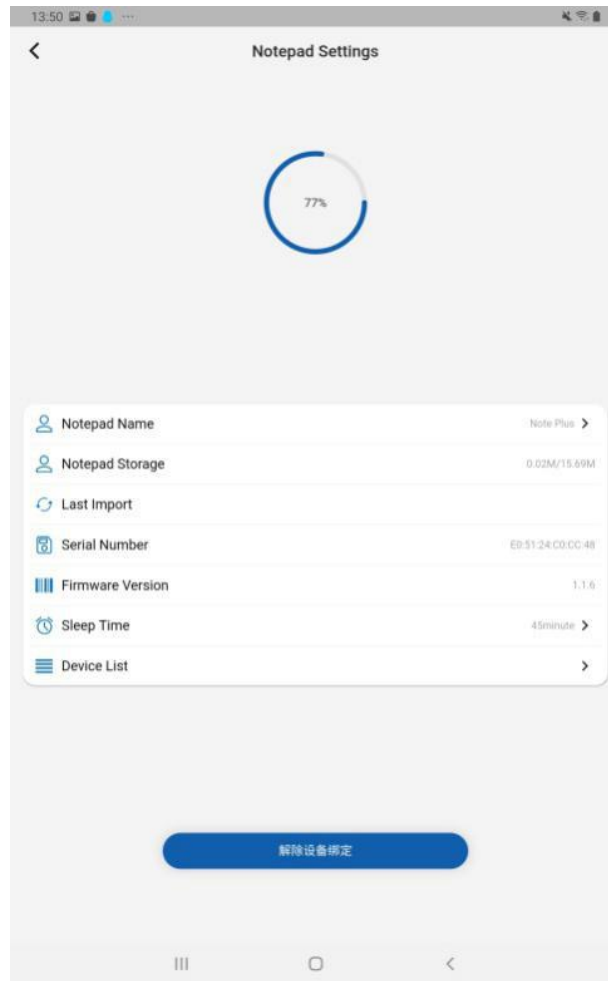 13:50 ···
Notepad Settings
77%
Notepad Name Note Plus
Notepad Storage 0.02M/15.69M
Last Import
Serial Number E0:51:24:C0:CC:48
Firmware Version 1.1.6
Sleep Time 45minute
Device List
解除设备绑定